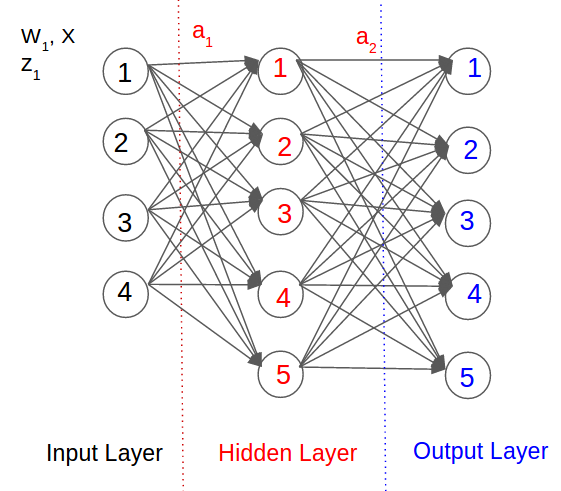 W1, X
z1
a1
a2
1
2
3
4
1
2
3
4
5
1
2
3
4
5
Input Layer
Hidden Layer
Output Layer